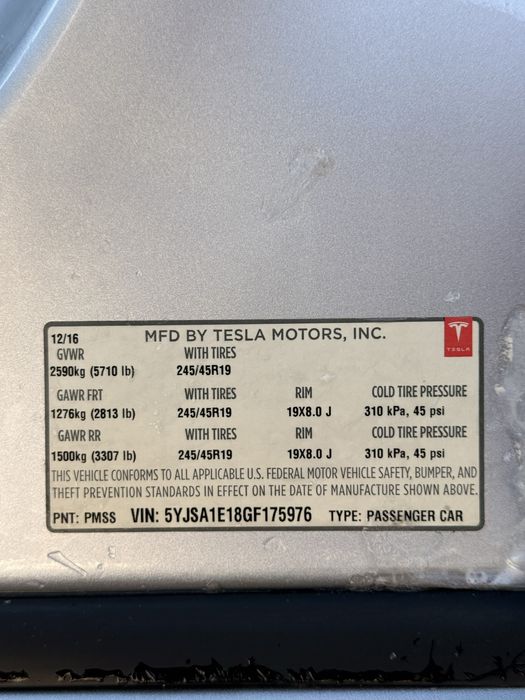 12/16 MFD BY TESLA MOTORS, INC.
TESLA
GVWR WITH TIRES
2590kg (5710 lb) 245/45R19
GAWR FRT WITH TIRES RIM COLD TIRE PRESSURE
1276kg (2813 lb) 245/45R19 19X8.0 J 310 kPa, 45 psi
GAWR RR WITH TIRES RIM COLD TIRE PRESSURE
1500kg (3307 lb) 245/45R19 19X8.0 J 310 kPa, 45 psi
THIS VEHICLE CONFORMS TO ALL APPLICABLE U.S. FEDERAL MOTOR VEHICLE SAFETY, BUMPER, AND
THEFT PREVENTION STANDARDS IN EFFECT ON THE DATE OF MANUFACTURE SHOWN ABOVE.
PNT: PMSS VIN: 5YJSA1E18GF175976 TYPE: PASSENGER CAR